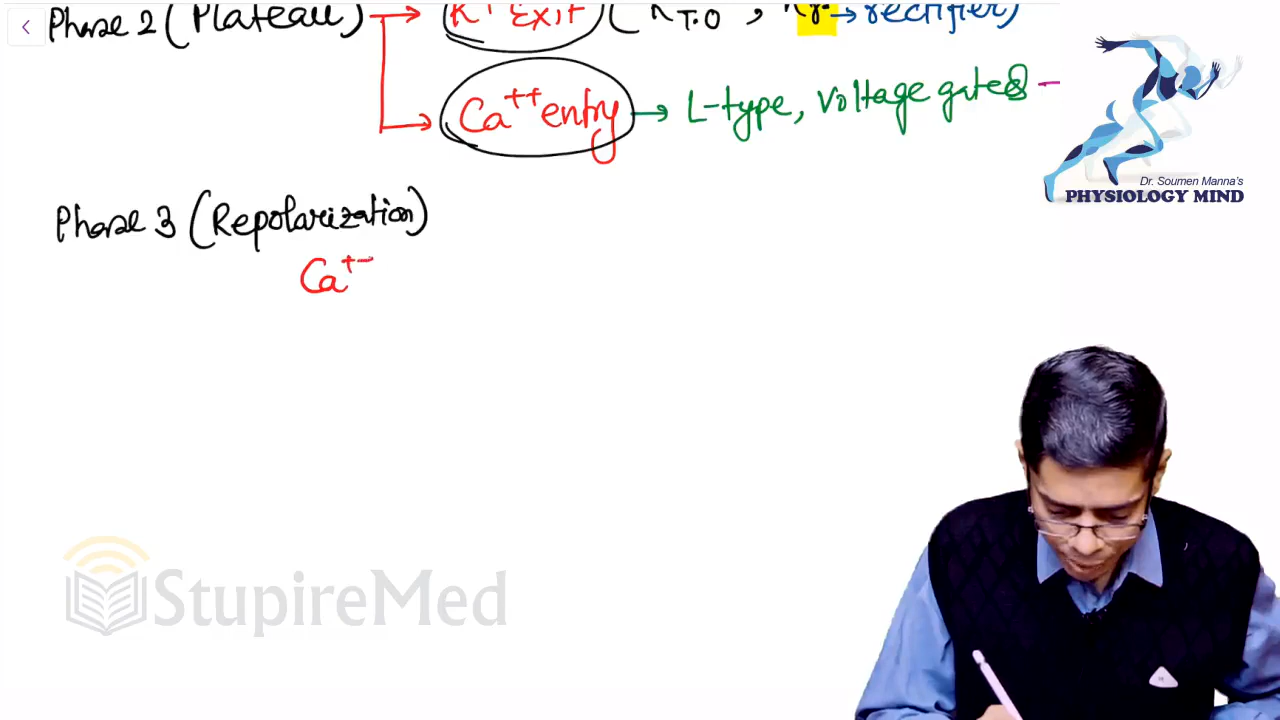 Phase 2 (Plateau) → K+ Exit (K T.O , Kr → rectifier)
Ca++ entry → L-type, Voltage gated -
Dr. Soumen Manna's
PHYSIOLOGY MIND
Phase 3 (Repolarization)
Ca+-
StupireMed